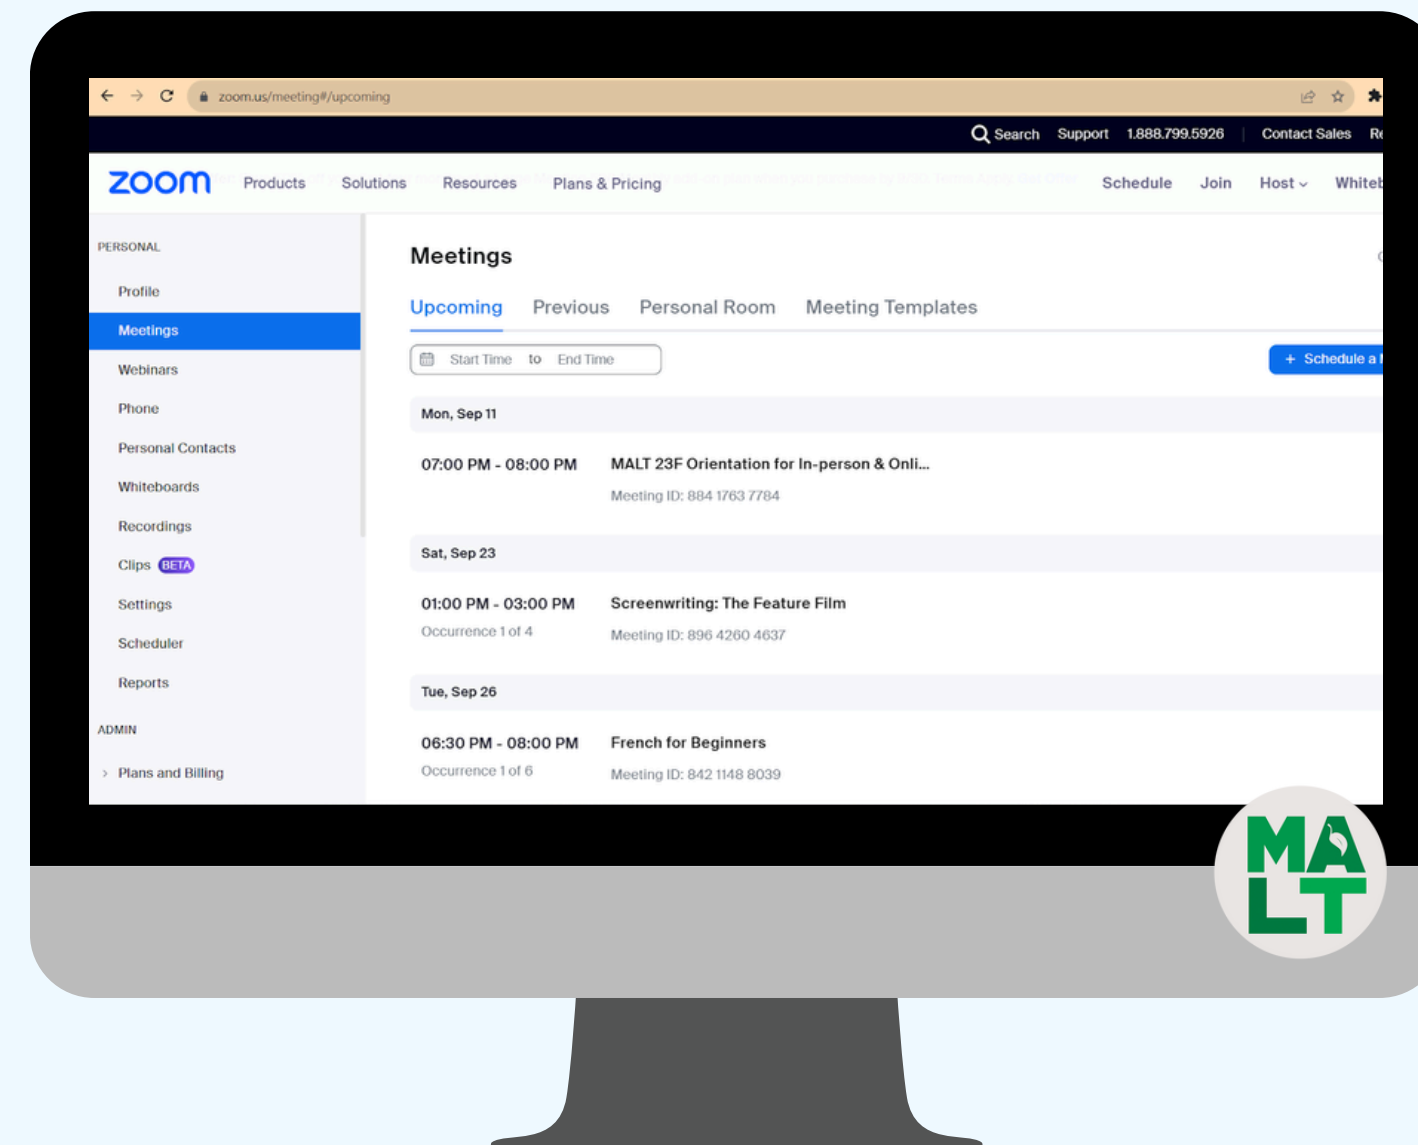 zoom.us/meeting#/upcoming
Search Support 1.888.799.5926 Contact Sales
zoom Products Solutions Resources Plans & Pricing Schedule Join Host
PERSONAL
Profile
Meetings
Webinars
Phone
Personal Contacts
Whiteboards
Recordings
Clips BETA
Settings
Scheduler
Reports
ADMIN
Plans and Billing
Meetings
Upcoming Previous Personal Room Meeting Templates
Start Time to End Time
+ Schedule a
Mon, Sep 11
07:00 PM - 08:00 PM MALT 23F Orientation for In-person & Onli...
Meeting ID: 884 1763 7784
Sat, Sep 23
01:00 PM - 03:00 PM Screenwriting: The Feature Film
Occurrence 1 of 4 Meeting ID: 896 4260 4637
Tue, Sep 26
06:30 PM - 08:00 PM French for Beginners
Occurrence 1 of 6 Meeting ID: 842 1148 8039
MA
LT